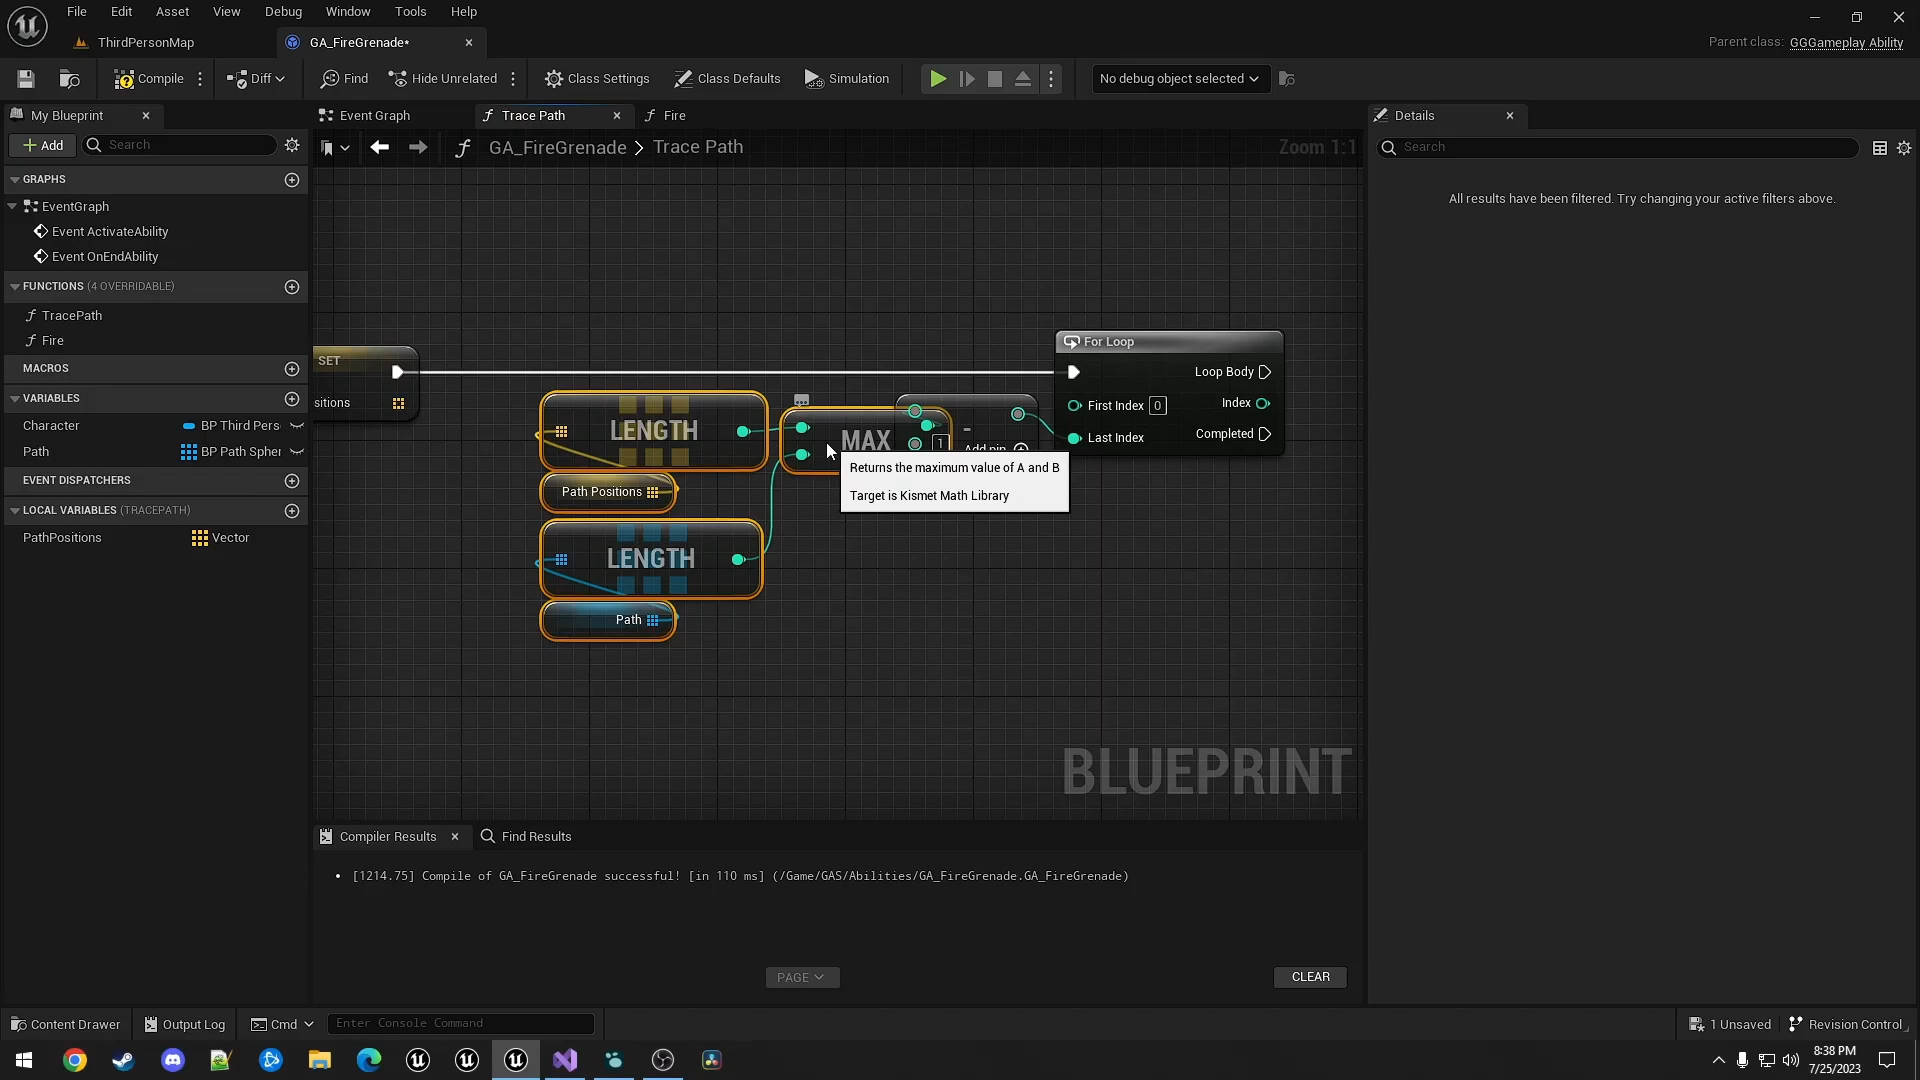 File Edit Asset View Debug Window Tools Help
ThirdPersonMap
GA_FireGrenade*
Parent class: GGGameplay Ability
Compile
Diff
Find
Hide Unrelated
Class Settings
Class Defaults
Simulation
No debug object selected
My Blueprint
Event Graph
Trace Path
Fire
Details
Add
Search
GA_FireGrenade > Trace Path
Zoom 1:1
Search
GRAPHS
EventGraph
Event ActivateAbility
Event OnEndAbility
FUNCTIONS (4 OVERRIDABLE)
TracePath
Fire
MACROS
VARIABLES
Character BP Third Pers
Path BP Path Spher
EVENT DISPATCHERS
LOCAL VARIABLES (TRACEPATH)
PathPositions Vector
All results have been filtered. Try changing your active filters above.
SET
sitions
LENGTH
Path Positions
LENGTH
Path
MAX
1
-
Add pin
For Loop
Loop Body
First Index 0
Index
Last Index
Completed
Returns the maximum value of A and B
Target is Kismet Math Library
BLUEPRINT
Compiler Results
Find Results
• [1214.75] Compile of GA_FireGrenade successful! [in 110 ms] (/Game/GAS/Abilities/GA_FireGrenade.GA_FireGrenade)
PAGE
CLEAR
Content Drawer
Output Log
Cmd
Enter Console Command
1 Unsaved
Revision Control
8:38 PM
7/25/2023